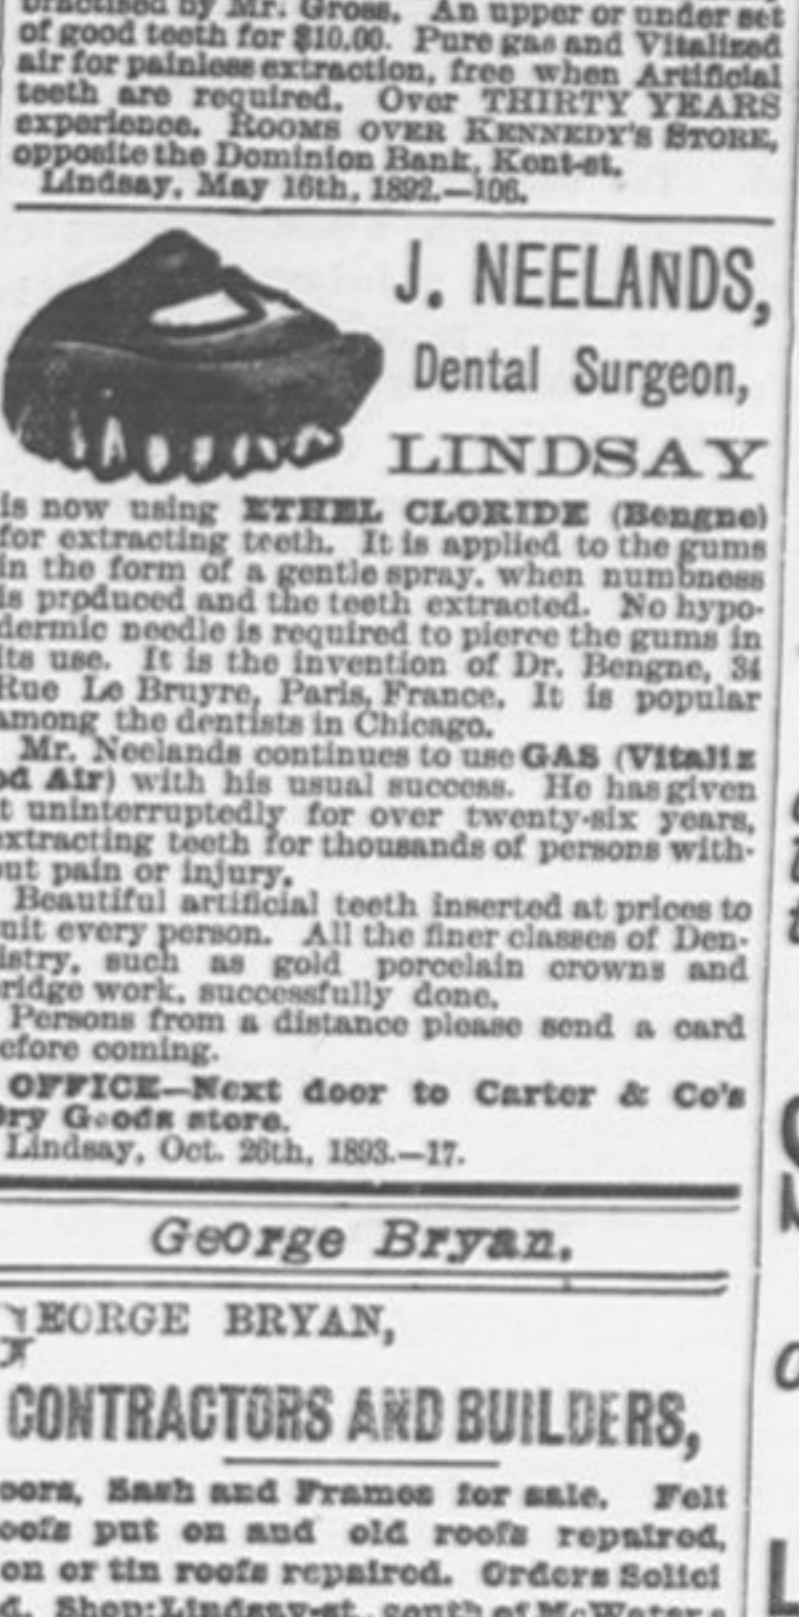 practised by Mr. Gross. An upper or under set
of good teeth for $10.00. Pure gas and Vitalized
air for painless extraction, free when Artificial
teeth are required. Over THIRTY YEARS
experience. ROOMS OVER KENNEDY'S STORE,
opposite the Dominion Bank, Kent-st.
Lindsay, May 16th, 1892.—106.
J. NEELANDS,
Dental Surgeon,
LINDSAY
is now using ETHEL CLORIDE (Bengne)
for extracting teeth. It is applied to the gums
in the form of a gentle spray, when numbness
is produced and the teeth extracted. No hypo-
dermic needle is required to pierce the gums in
its use. It is the invention of Dr. Bengne, 34
Rue Le Bruyre, Paris, France. It is popular
among the dentists in Chicago.
Mr. Neelands continues to use GAS (Vitaliz
ed Air) with his usual success. He has given
t uninterruptedly for over twenty-six years,
extracting teeth for thousands of persons with-
out pain or injury.
Beautiful artificial teeth inserted at prices to
uit every person. All the finer classes of Den-
istry, such as gold porcelain crowns and
ridge work, successfully done.
Persons from a distance please send a card
efore coming.
OFFICE—Next door to Carter & Co's
Dry Goods store.
Lindsay, Oct. 26th, 1893.—17.
George Bryan.
GEORGE BRYAN,
CONTRACTORS AND BUILDERS,
oors, Sash and Frames for sale. Felt
oofs put on and old roofs repaired,
on or tin roofs repaired. Orders Solici
d. Shop: Lindsay-st. south of McWeters